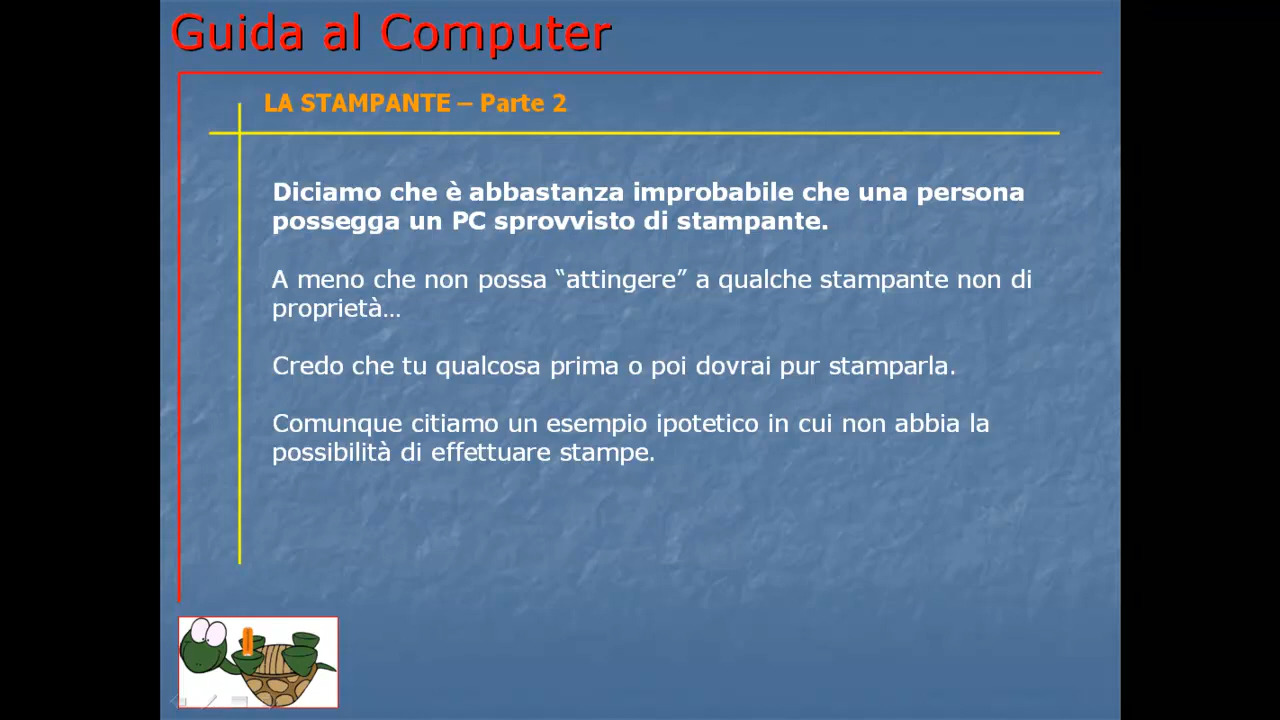 Guida al Computer
LA STAMPANTE – Parte 2
Diciamo che è abbastanza improbabile che una persona
possegga un PC sprovvisto di stampante.
A meno che non possa “attingere” a qualche stampante non di
proprietà…
Credo che tu qualcosa prima o poi dovrai pur stamparla.
Comunque citiamo un esempio ipotetico in cui non abbia la
possibilità di effettuare stampe.